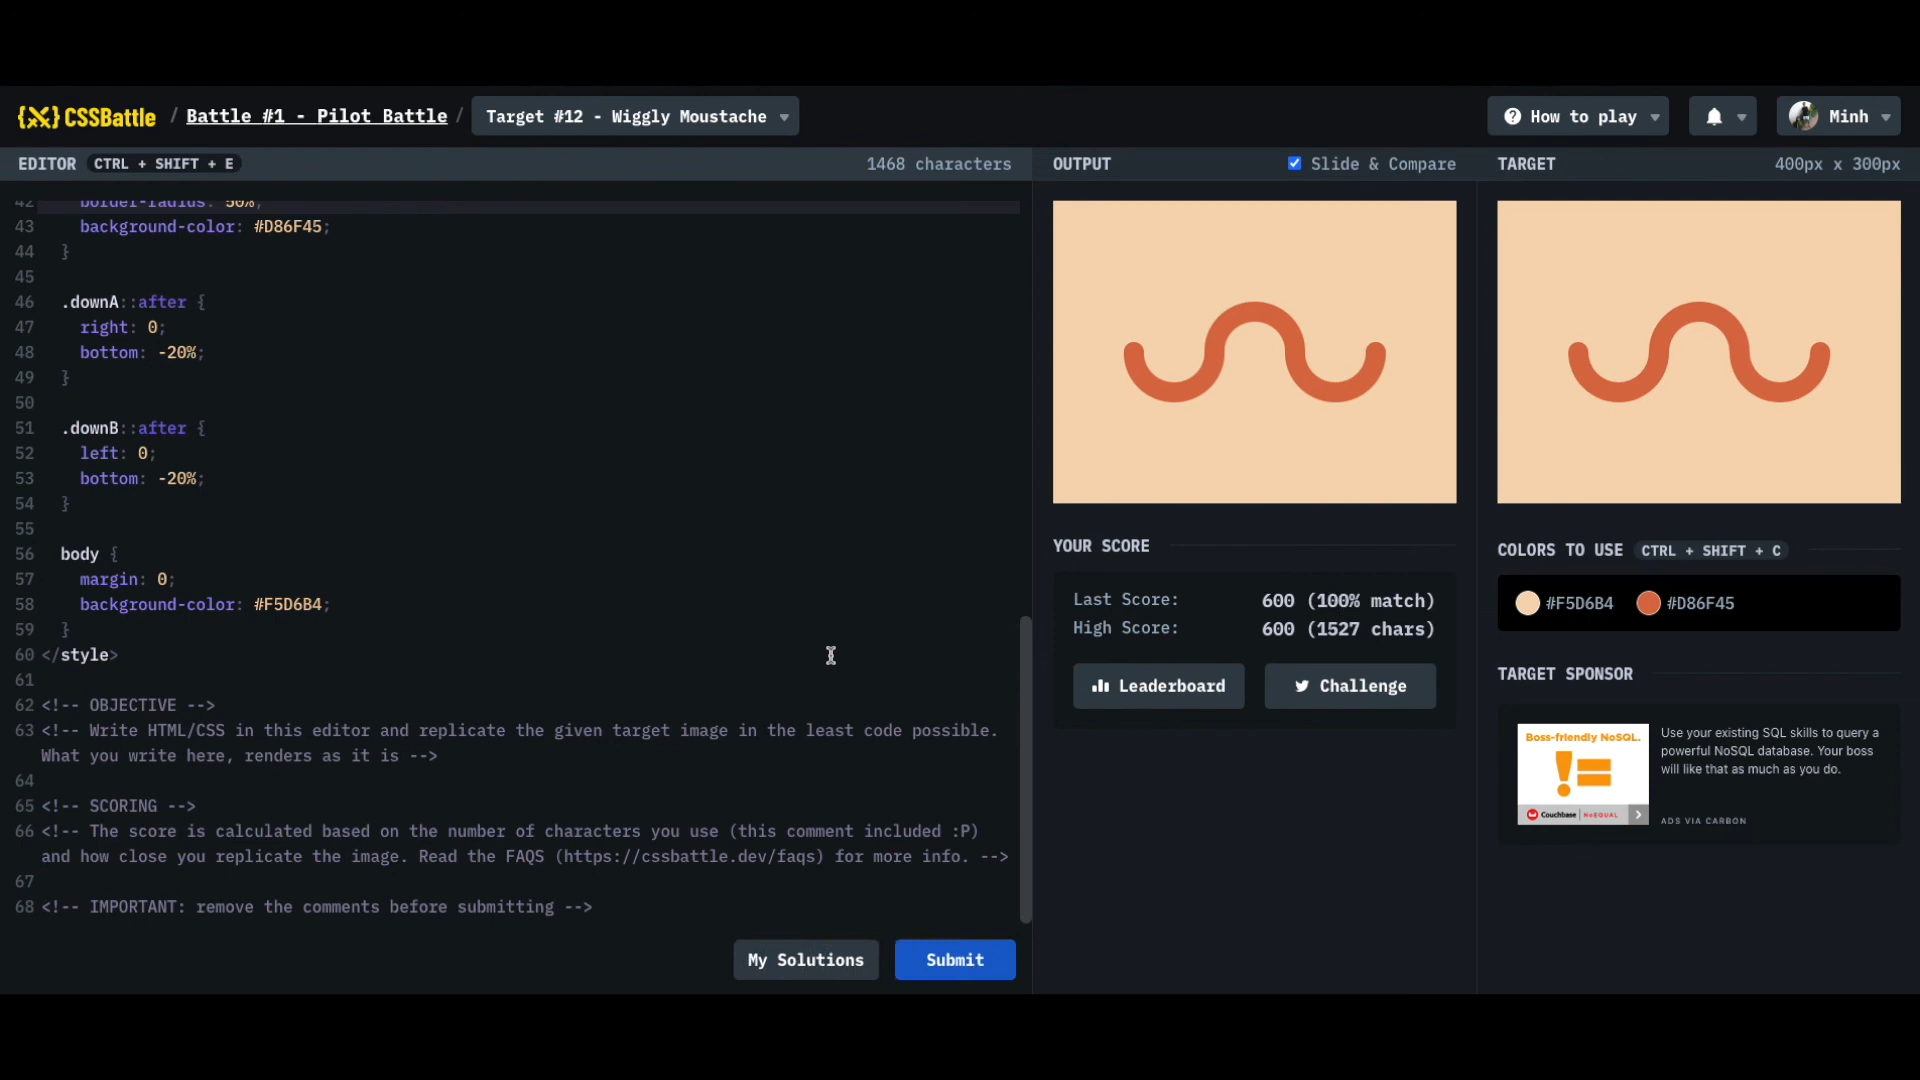 {X} CSSBattle / Battle #1 - Pilot Battle / Target #12 - Wiggly Moustache
How to play
Minh
EDITOR CTRL + SHIFT + E 1468 characters
42 border-radius: 50%;
43 background-color: #D86F45;
44 }
45
46 .downA::after {
47 right: 0;
48 bottom: -20%;
49 }
50
51 .downB::after {
52 left: 0;
53 bottom: -20%;
54 }
55
56 body {
57 margin: 0;
58 background-color: #F5D6B4;
59 }
60 </style>
61
62 <!-- OBJECTIVE -->
63 <!-- Write HTML/CSS in this editor and replicate the given target image in the least code possible.
What you write here, renders as it is -->
64
65 <!-- SCORING -->
66 <!-- The score is calculated based on the number of characters you use (this comment included :P)
and how close you replicate the image. Read the FAQS (https://cssbattle.dev/faqs) for more info. -->
67
68 <!-- IMPORTANT: remove the comments before submitting -->
My Solutions
Submit
OUTPUT Slide & Compare
YOUR SCORE
Last Score: 600 (100% match)
High Score: 600 (1527 chars)
Leaderboard
Challenge
TARGET 400px x 300px
COLORS TO USE CTRL + SHIFT + C
#F5D6B4 #D86F45
TARGET SPONSOR
Boss-friendly NoSQL.
!=
Couchbase | NoEQUAL
Use your existing SQL skills to query a
powerful NoSQL database. Your boss
will like that as much as you do.
ADS VIA CARBON